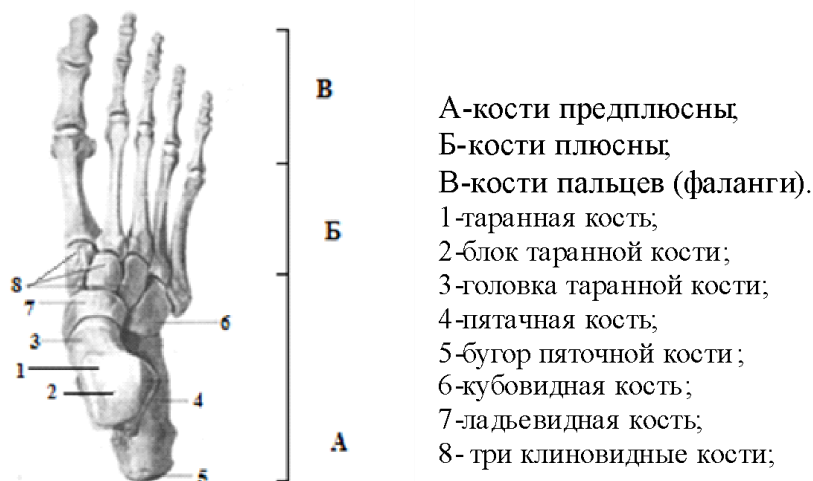 В
Б
8
7
6
3
1
2
4
А
5
А-кости предплюсны;
Б-кости плюсны;
В-кости пальцев (фаланги).
1-таранная кость;
2-блок таранной кости;
3-головка таранной кости;
4-пятачная кость;
5-бугор пяточной кости;
6-кубовидная кость;
7-ладьевидная кость;
8- три клиновидные кости;